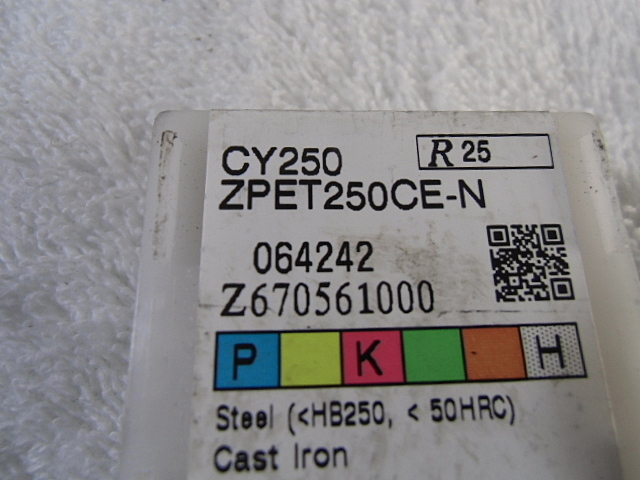 CY250 R 25
ZPET250CE-N
064242
Z670561000
P K H
Steel (<HB250, < 50HRC)
Cast Iron